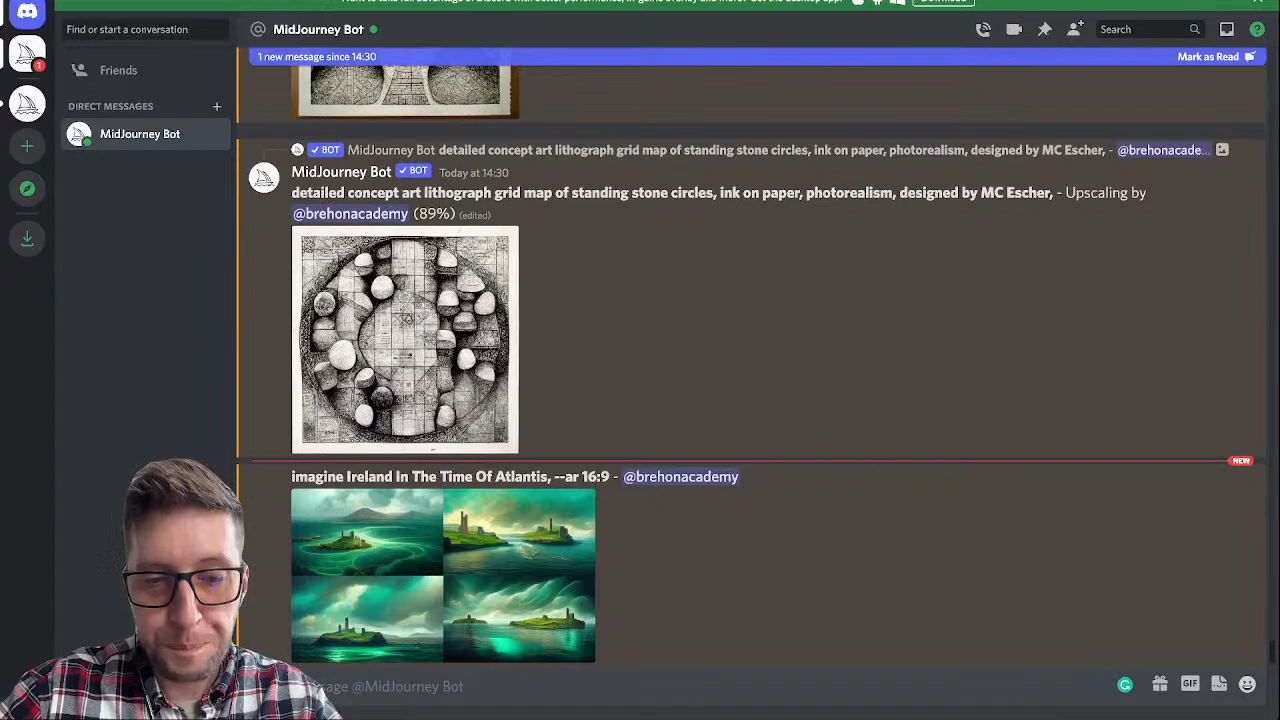 Find or start a conversation
MidJourney Bot
Search
Download
1
1 new message since 14:30
Mark as Read
Friends
DIRECT MESSAGES
MidJourney Bot
BOT MidJourney Bot detailed concept art lithograph grid map of standing stone circles, ink on paper, photorealism, designed by MC Escher, - @brehonacade...
MidJourney Bot BOT Today at 14:30
detailed concept art lithograph grid map of standing stone circles, ink on paper, photorealism, designed by MC Escher, - Upscaling by
@brehonacademy (89%) (edited)
NEW
imagine Ireland In The Time Of Atlantis, --ar 16:9 - @brehonacademy
@MidJourney Bot
GIF